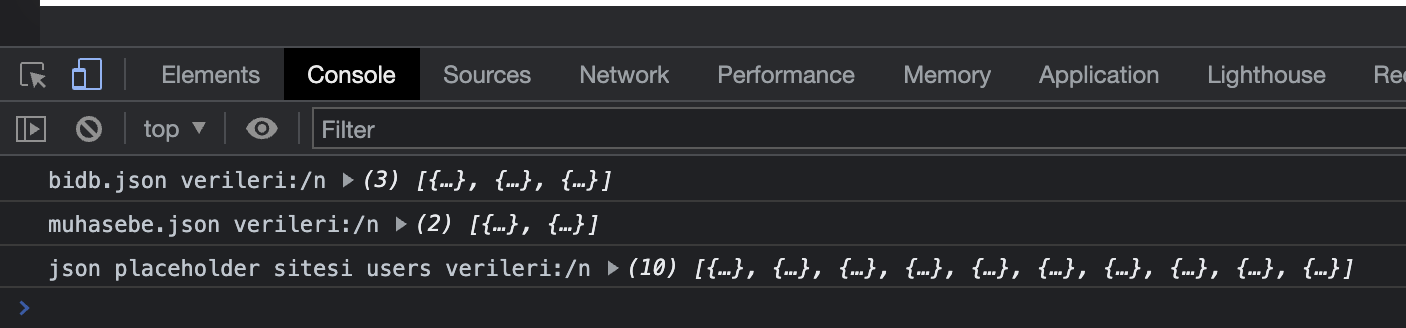 Elements Console Sources Network Performance Memory Application Lighthouse Rec
top Filter
bidb.json verileri:/n (3) [{…}, {…}, {…}]
muhasebe.json verileri:/n (2) [{…}, {…}]
json placeholder sitesi users verileri:/n (10) [{…}, {…}, {…}, {…}, {…}, {…}, {…}, {…}, {…}, {…}]